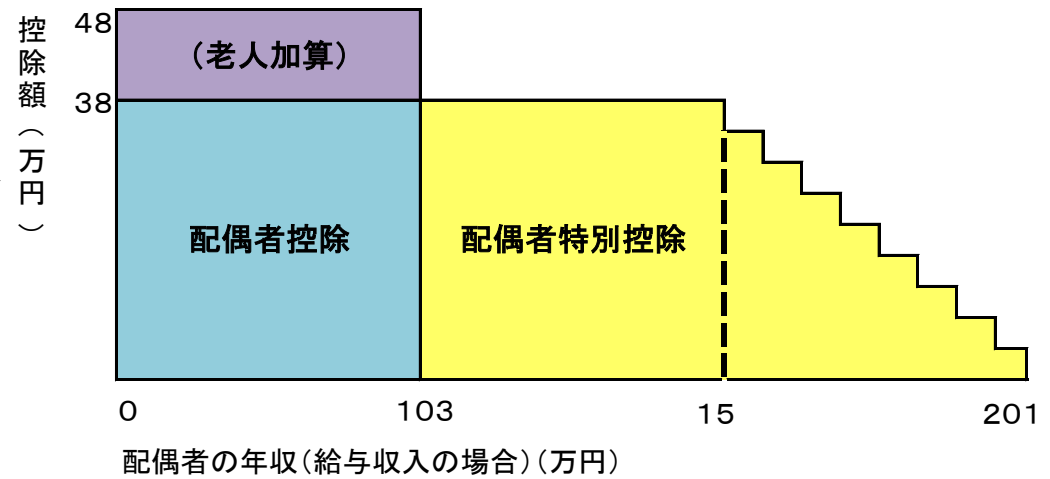 控除額（万円）
48
（老人加算）
38
配偶者控除
配偶者特別控除
0
103
15
201
配偶者の年収（給与収入の場合）（万円）